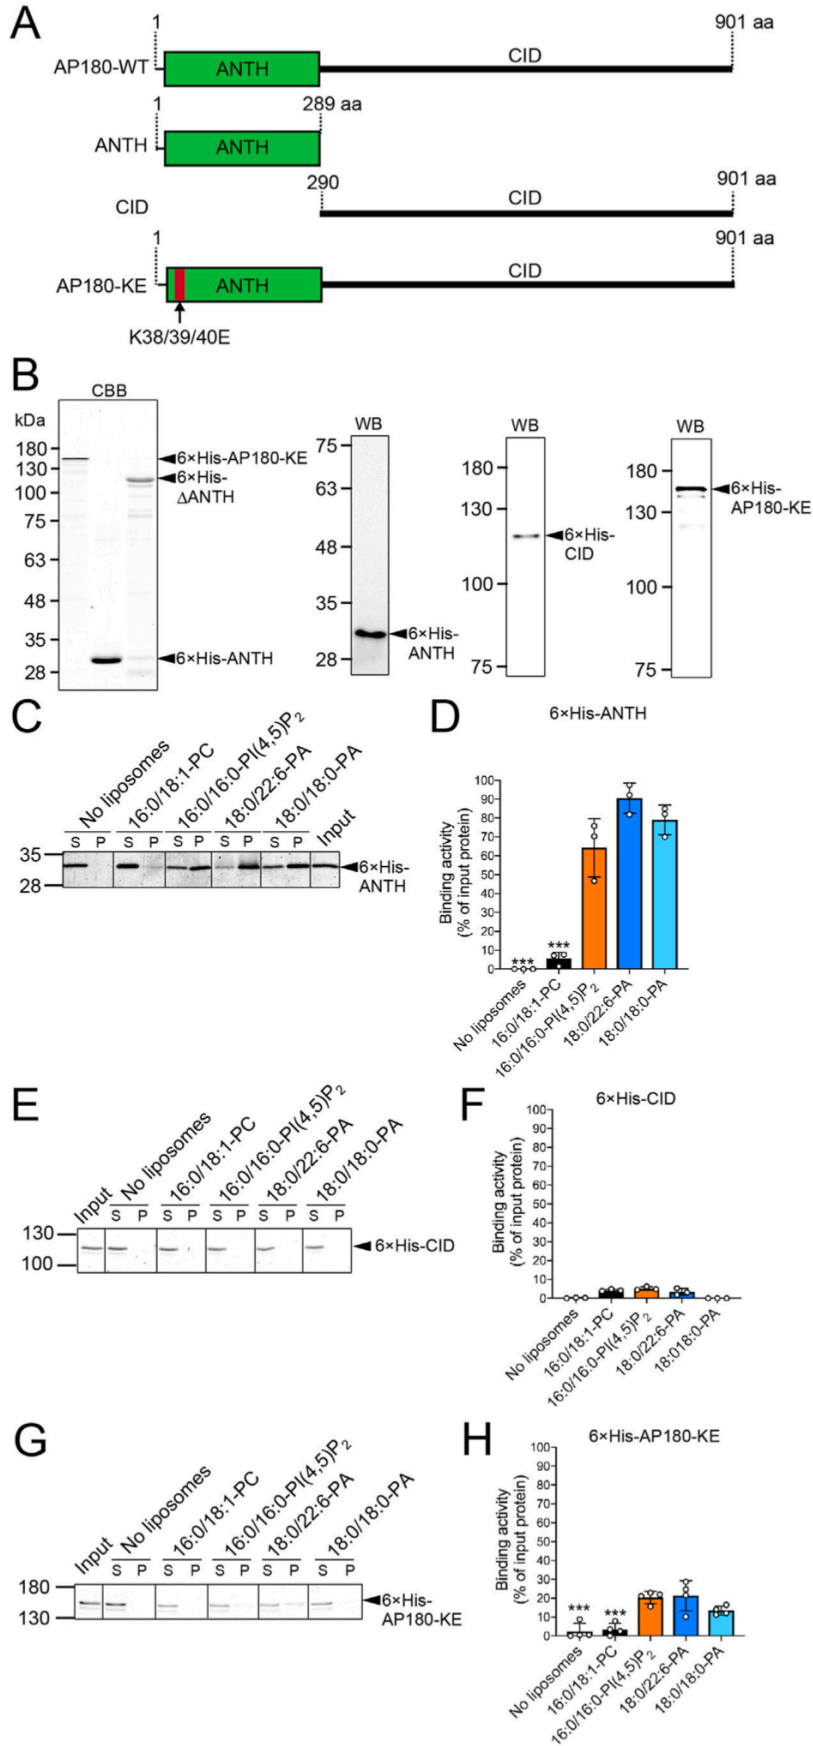 A
1 901 aa
AP180-WT ANTH CID
1 289 aa
ANTH ANTH
290 901 aa
CID CID
1 901 aa
AP180-KE ANTH CID
K38/39/40E
B
CBB
kDa
180
130
100
75
63
48
35
28
6×His-AP180-KE
6×His-
ΔANTH
6×His-ANTH
WB
75
63
48
35
28
6×His-
ANTH
WB
180
130
100
75
6×His-
CID
WB
180
130
100
75
6×His-
AP180-KE
C
No liposomes
16:0/18:1-PC
16:0/16:0-PI(4,5)P2
18:0/22:6-PA
18:0/18:0-PA
Input
S P S P S P S P S P
35
28
6×His-
ANTH
D
6×His-ANTH
Binding activity
(% of input protein)
100
90
80
70
60
50
40
30
20
10
0
*** ***
No liposomes
16:0/18:1-PC
16:0/16:0-PI(4,5)P2
18:0/22:6-PA
18:0/18:0-PA
E
Input
No liposomes
16:0/18:1-PC
16:0/16:0-PI(4,5)P2
18:0/22:6-PA
18:0/18:0-PA
S P S P S P S P S P
130
100
6×His-CID
F
6×His-CID
Binding activity
(% of input protein)
100
90
80
70
60
50
40
30
20
10
0
No liposomes
16:0/18:1-PC
16:0/16:0-PI(4,5)P2
18:0/22:6-PA
18:018:0-PA
G
Input
No liposomes
16:0/18:1-PC
16:0/16:0-PI(4,5)P2
18:0/22:6-PA
18:0/18:0-PA
S P S P S P S P S P
180
130
6×His-
AP180-KE
H
6×His-AP180-KE
Binding activity
(% of input protein)
100
90
80
70
60
50
40
30
20
10
0
*** ***
No liposomes
16:0/18:1-PC
16:0/16:0-PI(4,5)P2
18:0/22:6-PA
18:0/18:0-PA